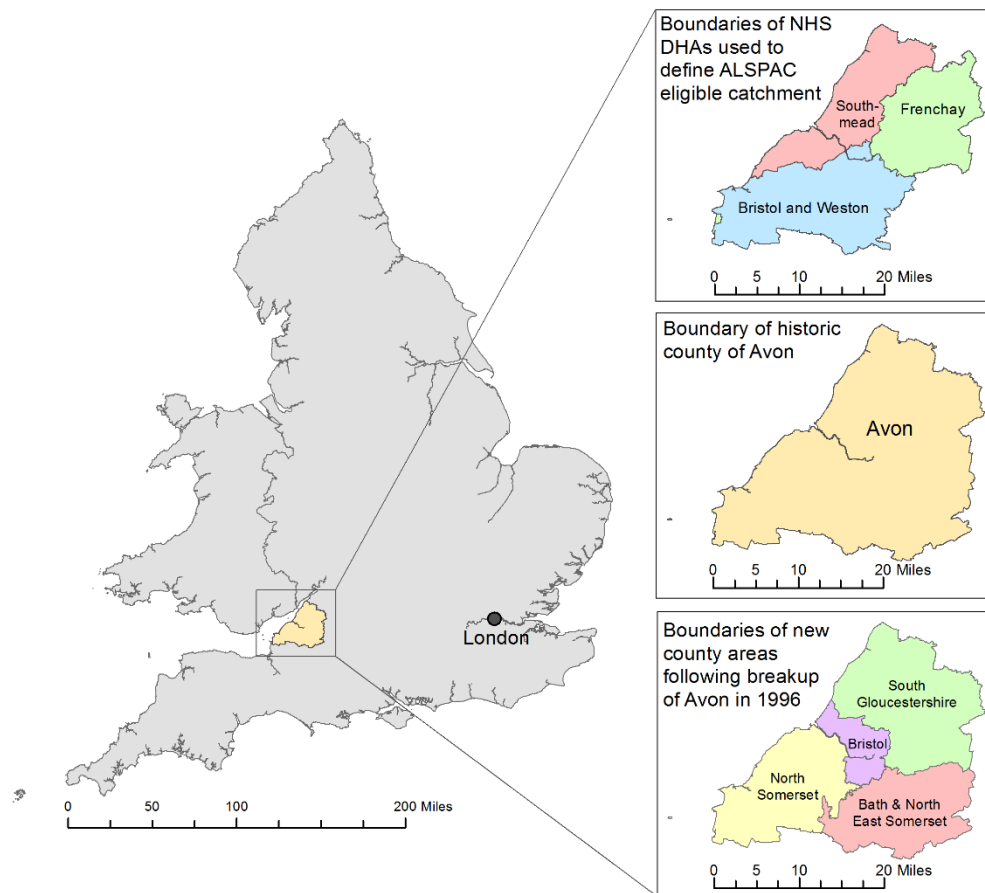 Boundaries of NHS
DHAs used to
define ALSPAC
eligible catchment
South-
mead
Frenchay
Bristol and Weston
0 5 10 20 Miles
Boundary of historic
county of Avon
Avon
0 5 10 20 Miles
Boundaries of new
county areas
following breakup
of Avon in 1996
South
Gloucestershire
Bristol
North
Somerset
Bath & North
East Somerset
0 5 10 20 Miles
London
0 50 100 200 Miles